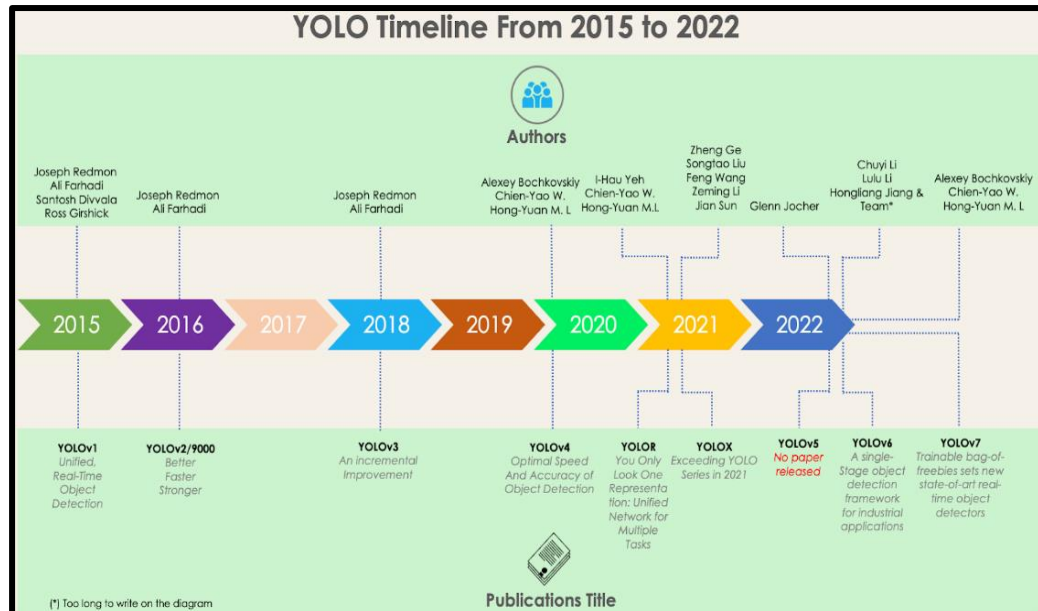 YOLO Timeline From 2015 to 2022
Authors
Joseph Redmon
Ali Farhadi
Santosh Divvala
Ross Girshick
Joseph Redmon
Ali Farhadi
Joseph Redmon
Ali Farhadi
Alexey Bochkovskiy
Chien-Yao W.
Hong-Yuan M. L
I-Hau Yeh
Chien-Yao W.
Hong-Yuan M.L
Zheng Ge
Songtao Liu
Feng Wang
Zeming Li
Jian Sun
Glenn Jocher
Chuyi Li
Lulu Li
Hongliang Jiang &
Team*
Alexey Bochkovskiy
Chien-Yao W.
Hong-Yuan M. L
2015
2016
2017
2018
2019
2020
2021
2022
YOLOv1
Unified,
Real-Time
Object
Detection
YOLOv2/9000
Better
Faster
Stronger
YOLOv3
An incremental
Improvement
YOLOv4
Optimal Speed
And Accuracy of
Object Detection
YOLOR
You Only
Look One
Representa
tion: Unified
Network for
Multiple
Tasks
YOLOX
Exceeding YOLO
Series in 2021
YOLOv5
No paper
released
YOLOv6
A single-
Stage object
detection
framework
for industrial
applications
YOLOv7
Trainable bag-of-
freebies sets new
state-of-art real-
time object
detectors
(*) Too long to write on the diagram
Publications Title